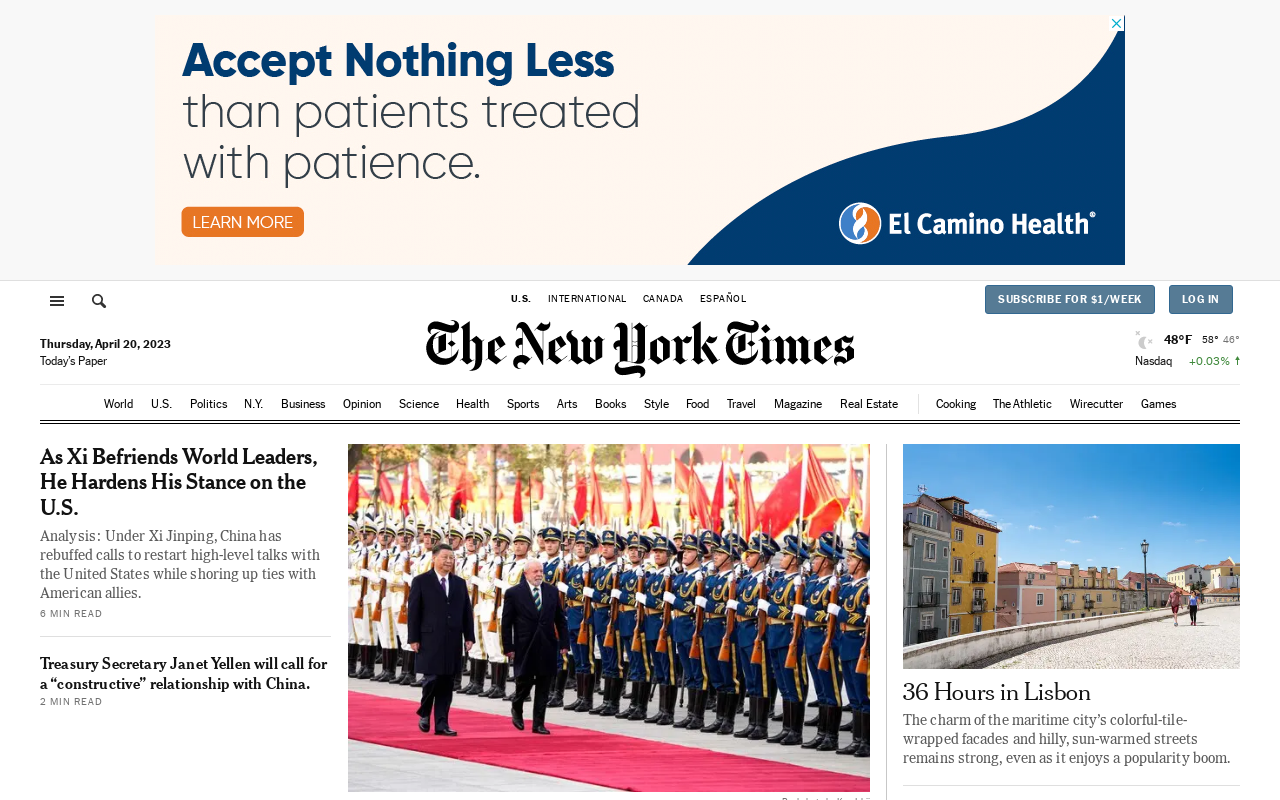 Accept Nothing Less
than patients treated
with patience.
LEARN MORE
El Camino Health®
U.S. INTERNATIONAL CANADA ESPAÑOL
SUBSCRIBE FOR $1/WEEK LOG IN
The New York Times
Thursday, April 20, 2023
Today's Paper
48°F 58° 46°
Nasdaq +0.03% ↑
World U.S. Politics N.Y. Business Opinion Science Health Sports Arts Books Style Food Travel Magazine Real Estate Cooking The Athletic Wirecutter Games
As Xi Befriends World Leaders,
He Hardens His Stance on the
U.S.
Analysis: Under Xi Jinping, China has
rebuffed calls to restart high-level talks with
the United States while shoring up ties with
American allies.
6 MIN READ
Treasury Secretary Janet Yellen will call for
a “constructive” relationship with China.
2 MIN READ
36 Hours in Lisbon
The charm of the maritime city’s colorful-tile-
wrapped facades and hilly, sun-warmed streets
remains strong, even as it enjoys a popularity boom.